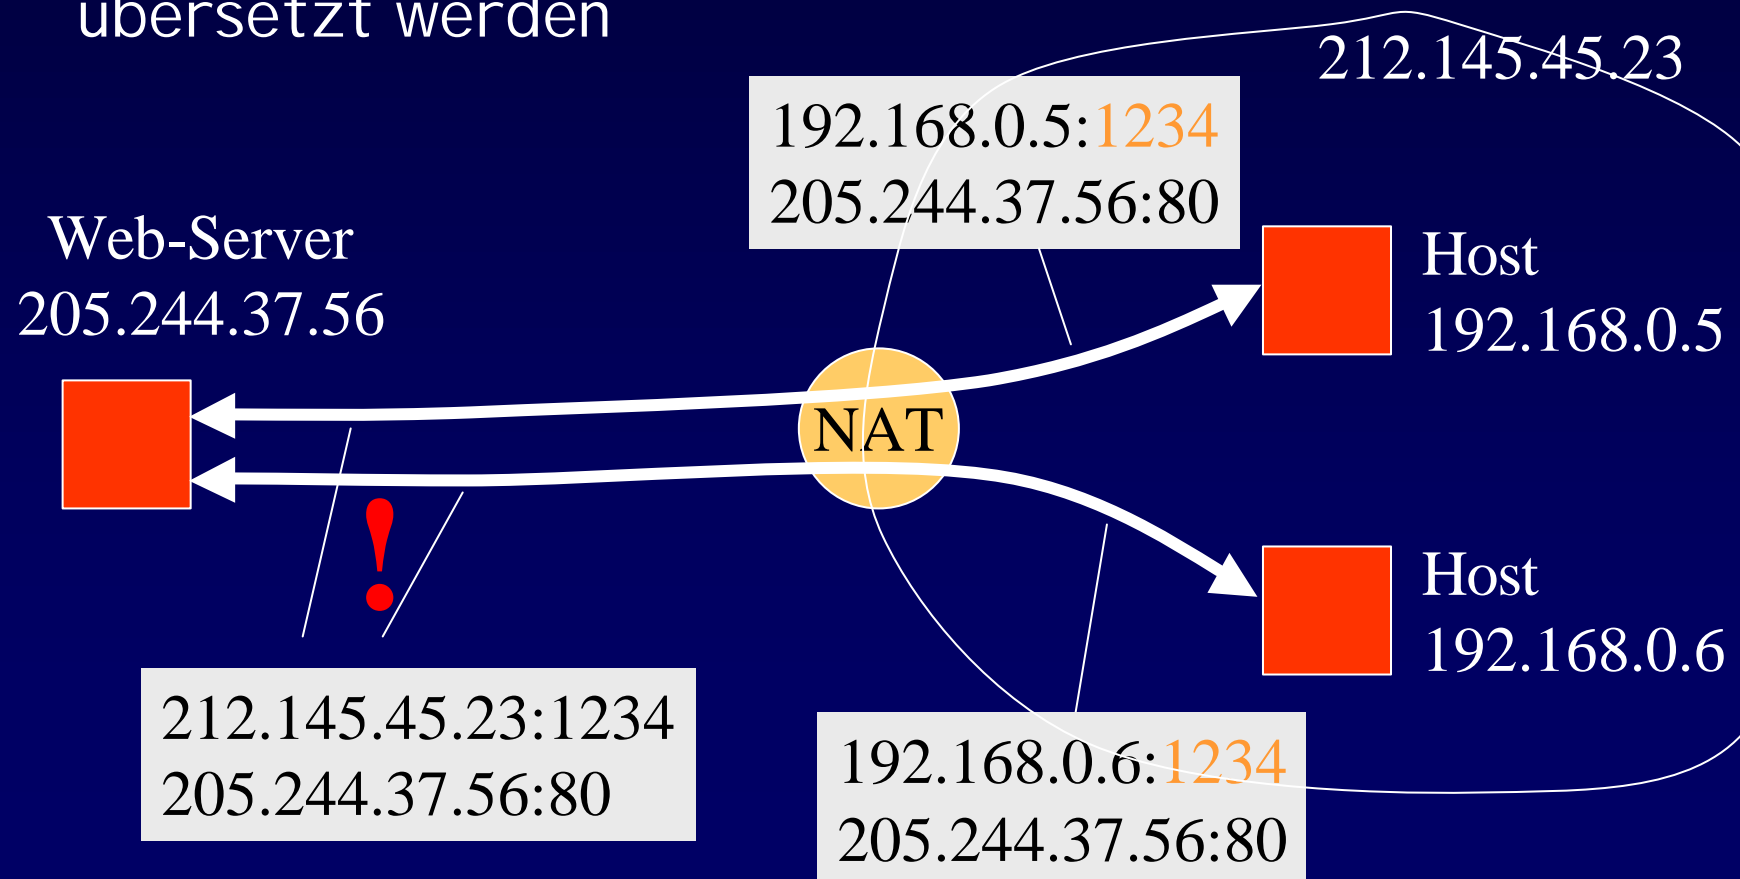 übersetzt werden
212.145.45.23
192.168.0.5:1234
205.244.37.56:80
Web-Server
205.244.37.56
Host
192.168.0.5
NAT
!
Host
192.168.0.6
212.145.45.23:1234
205.244.37.56:80
192.168.0.6:1234
205.244.37.56:80